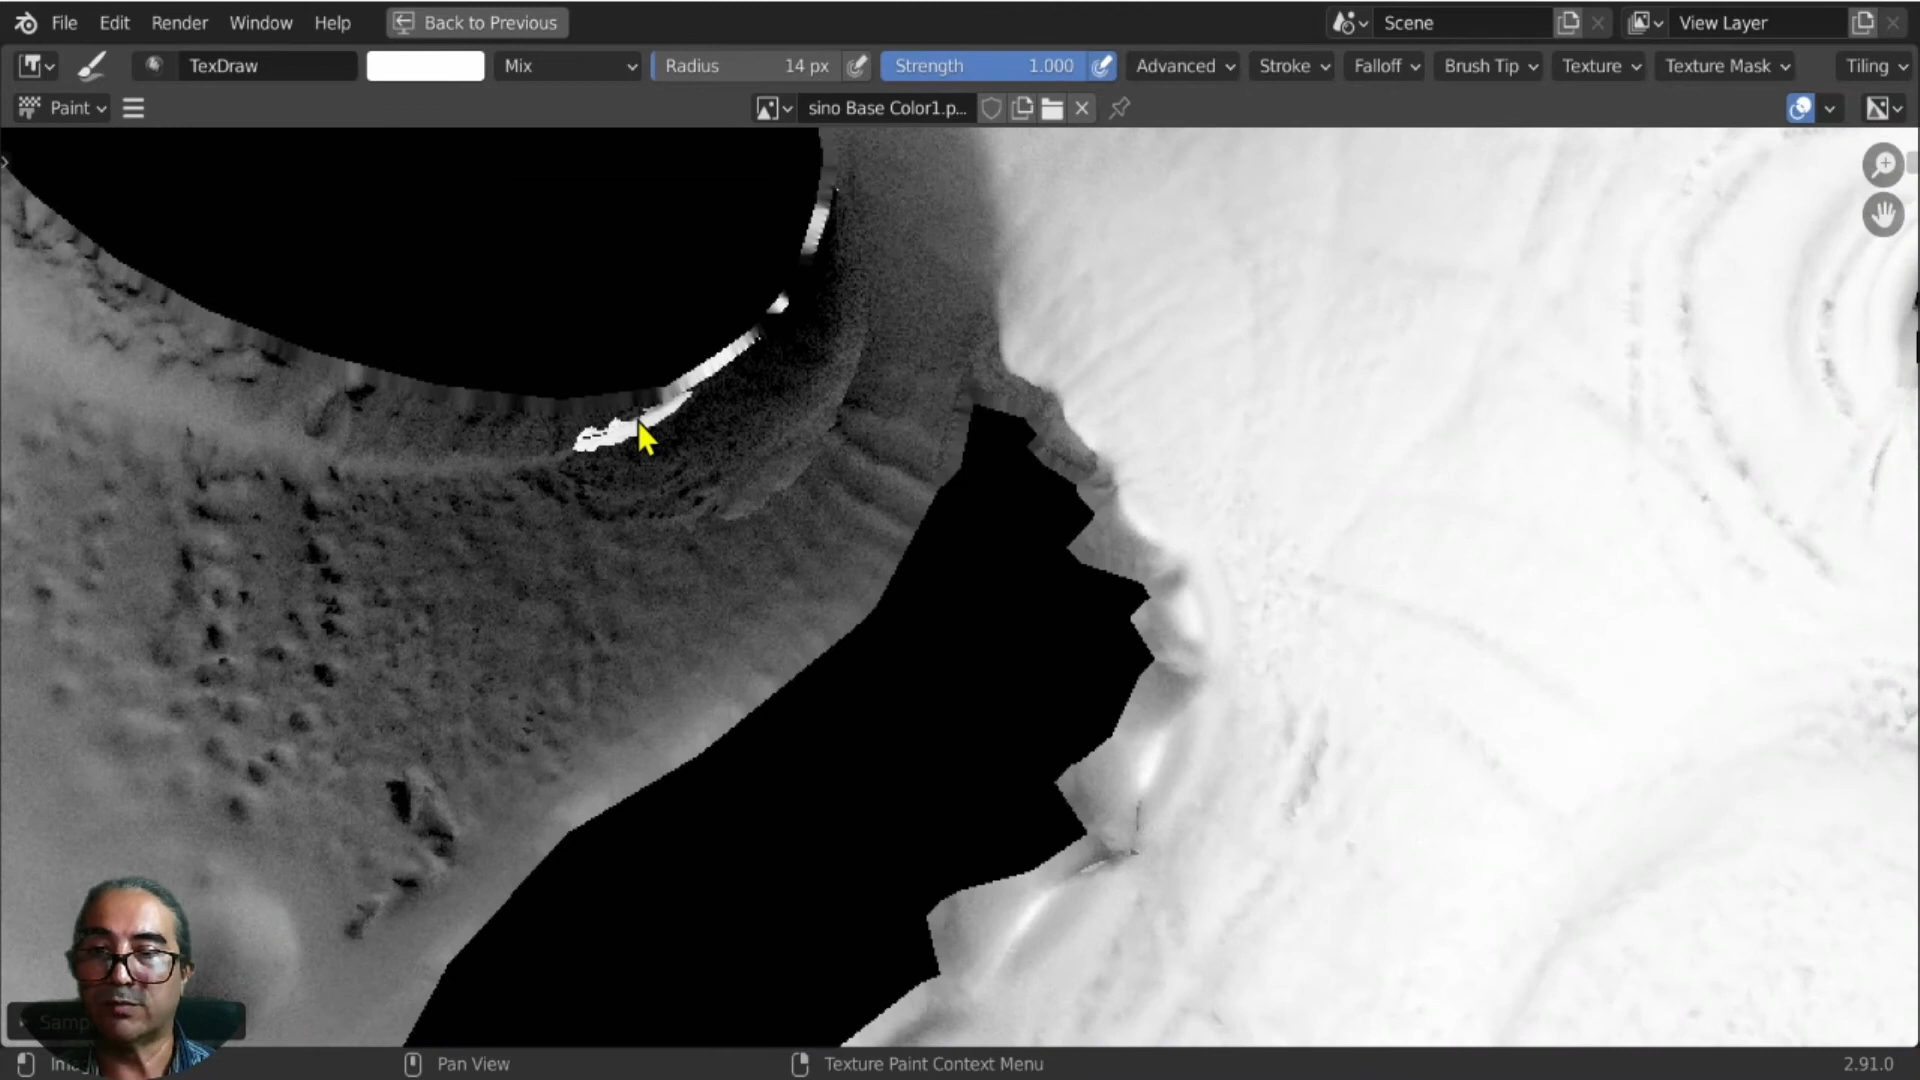 File Edit Render Window Help Back to Previous Scene View Layer
TexDraw Mix Radius 14 px Strength 1.000 Advanced Stroke Falloff Brush Tip Texture Texture Mask Tiling
Paint sino Base Color1.p...
Samp
Ima Pan View Texture Paint Context Menu 2.91.0